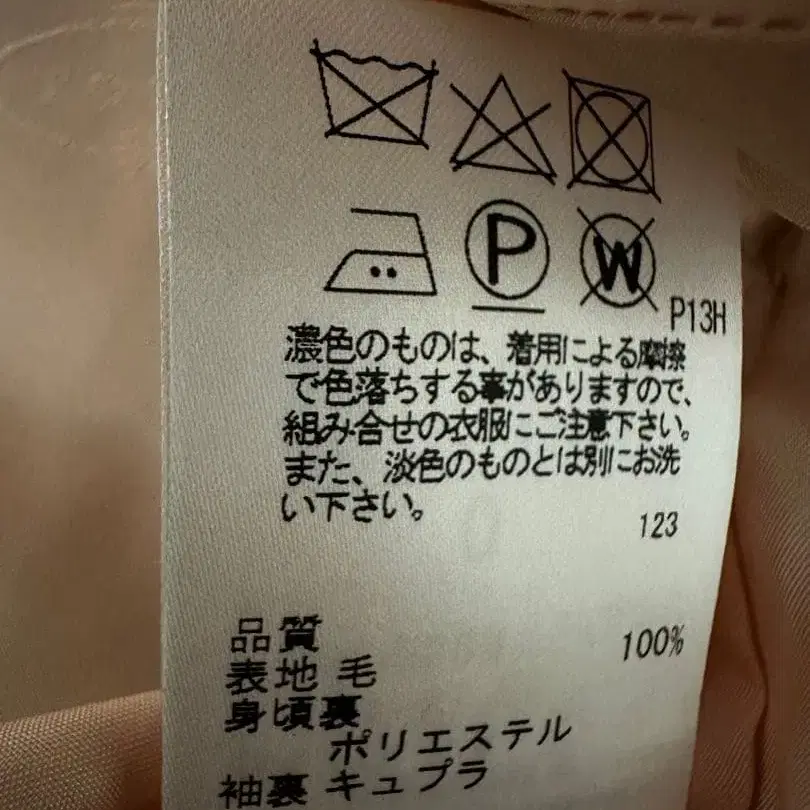 P
W
P13H
濃色のものは、着用による摩擦
で色落ちする事がありますので、
組み合せの衣服にご注意下さい。
また、淡色のものとは別にお洗
い下さい。
123
品質
表地 毛 100%
身頃裏
ポリエステル
袖裏 キュプラ